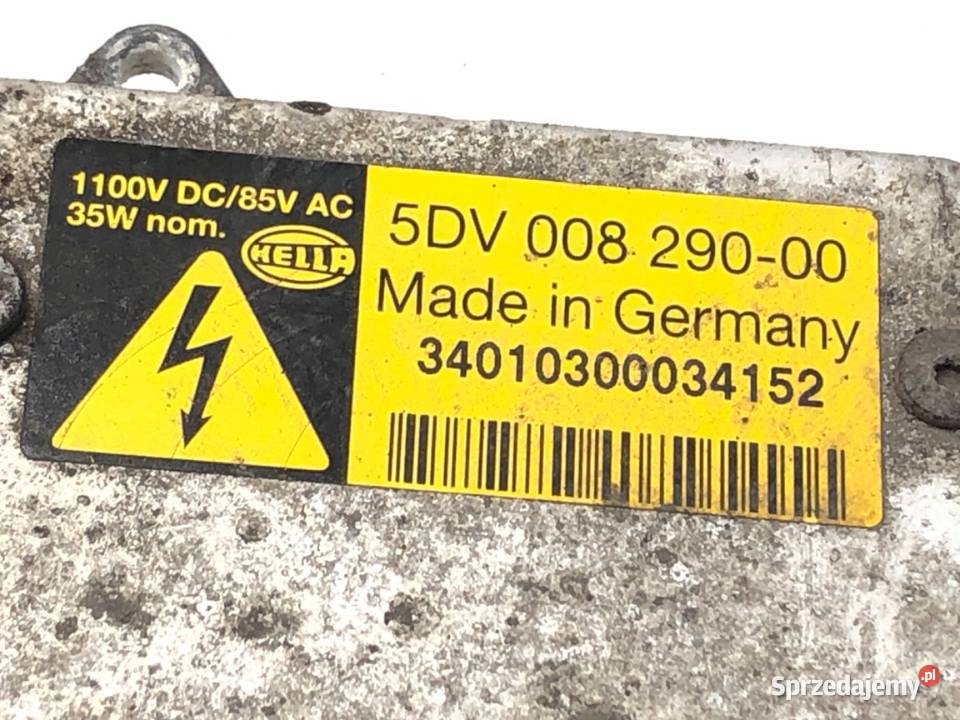 1100V DC/85V AC
35W nom.
HELLA
5DV 008 290-00
Made in Germany
34010300034152
Sprzedajemy.pl